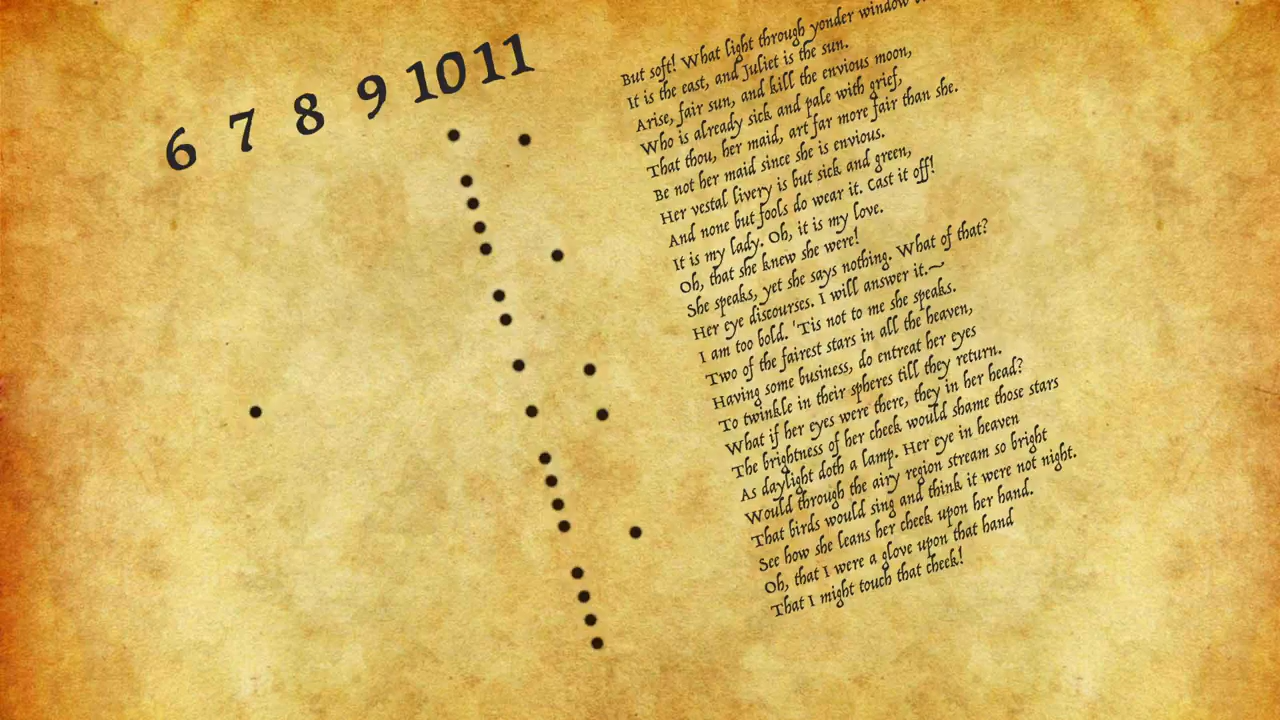 6 7 8 9 10 11
But soft! What light through yonder window
It is the east, and Juliet is the sun.
Arise, fair sun, and kill the envious moon,
Who is already sick and pale with grief,
That thou, her maid, art far more fair than she.
Be not her maid since she is envious.
Her vestal livery is but sick and green,
And none but fools do wear it. Cast it off!
It is my lady. Oh, it is my love.
Oh, that she knew she were!
She speaks, yet she says nothing. What of that?
Her eye discourses. I will answer it.—
I am too bold. 'Tis not to me she speaks.
Two of the fairest stars in all the heaven,
Having some business, do entreat her eyes
To twinkle in their spheres till they return.
What if her eyes were there, they in her head?
The brightness of her cheek would shame those stars
As daylight doth a lamp. Her eye in heaven
Would through the airy region stream so bright
That birds would sing and think it were not night.
See how she leans her cheek upon her hand.
Oh, that I were a glove upon that hand
That I might touch that cheek!